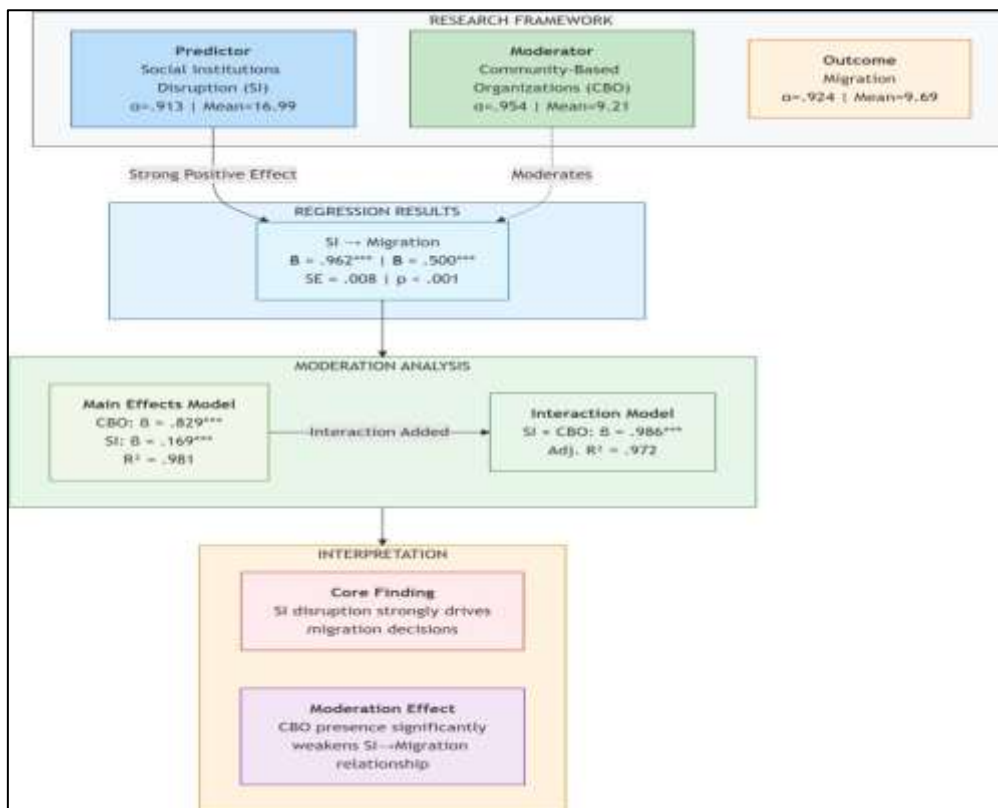 RESEARCH FRAMEWORK
Predictor
Social Institutions
Disruption (SI)
α=.913 | Mean=16.99
Moderator
Community-Based
Organizations (CBO)
α=.954 | Mean=9.21
Outcome
Migration
α=.924 | Mean=9.69
Strong Positive Effect
Moderates
REGRESSION RESULTS
SI → Migration
B = .962*** | B = .500***
SE = .008 | p < .001
MODERATION ANALYSIS
Main Effects Model
CBO: B = .829***
SI: B = .169***
R² = .981
Interaction Added
Interaction Model
SI × CBO: B = .986***
Adj. R² = .972
INTERPRETATION
Core Finding
SI disruption strongly drives
migration decisions
Moderation Effect
CBO presence significantly
weakens SI→Migration
relationship